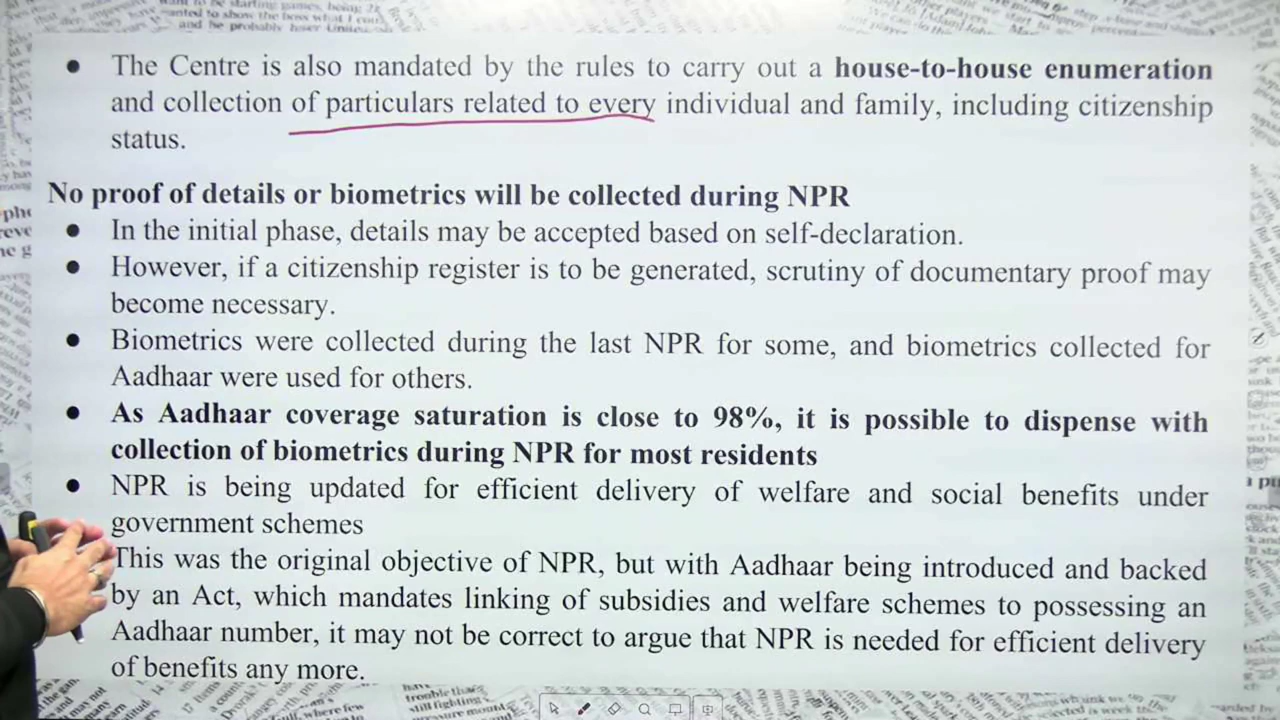 ● The Centre is also mandated by the rules to carry out a house-to-house enumeration
and collection of particulars related to every individual and family, including citizenship
status.
No proof of details or biometrics will be collected during NPR
● In the initial phase, details may be accepted based on self-declaration.
● However, if a citizenship register is to be generated, scrutiny of documentary proof may
become necessary.
● Biometrics were collected during the last NPR for some, and biometrics collected for
Aadhaar were used for others.
● As Aadhaar coverage saturation is close to 98%, it is possible to dispense with
collection of biometrics during NPR for most residents
● NPR is being updated for efficient delivery of welfare and social benefits under
government schemes
This was the original objective of NPR, but with Aadhaar being introduced and backed
by an Act, which mandates linking of subsidies and welfare schemes to possessing an
Aadhaar number, it may not be correct to argue that NPR is needed for efficient delivery
of benefits any more.